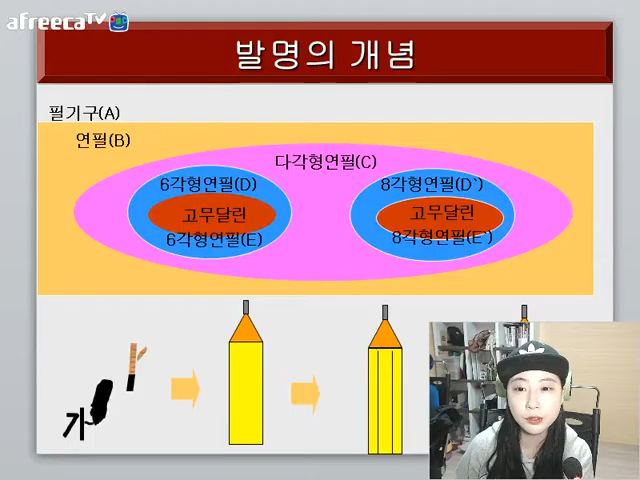 afreecaTV
발명의 개념
필기구(A)
연필(B)
다각형연필(C)
6각형연필(D)
8각형연필(D`)
고무달린
고무달린
6각형연필(E)
8각형연필(E`)
가